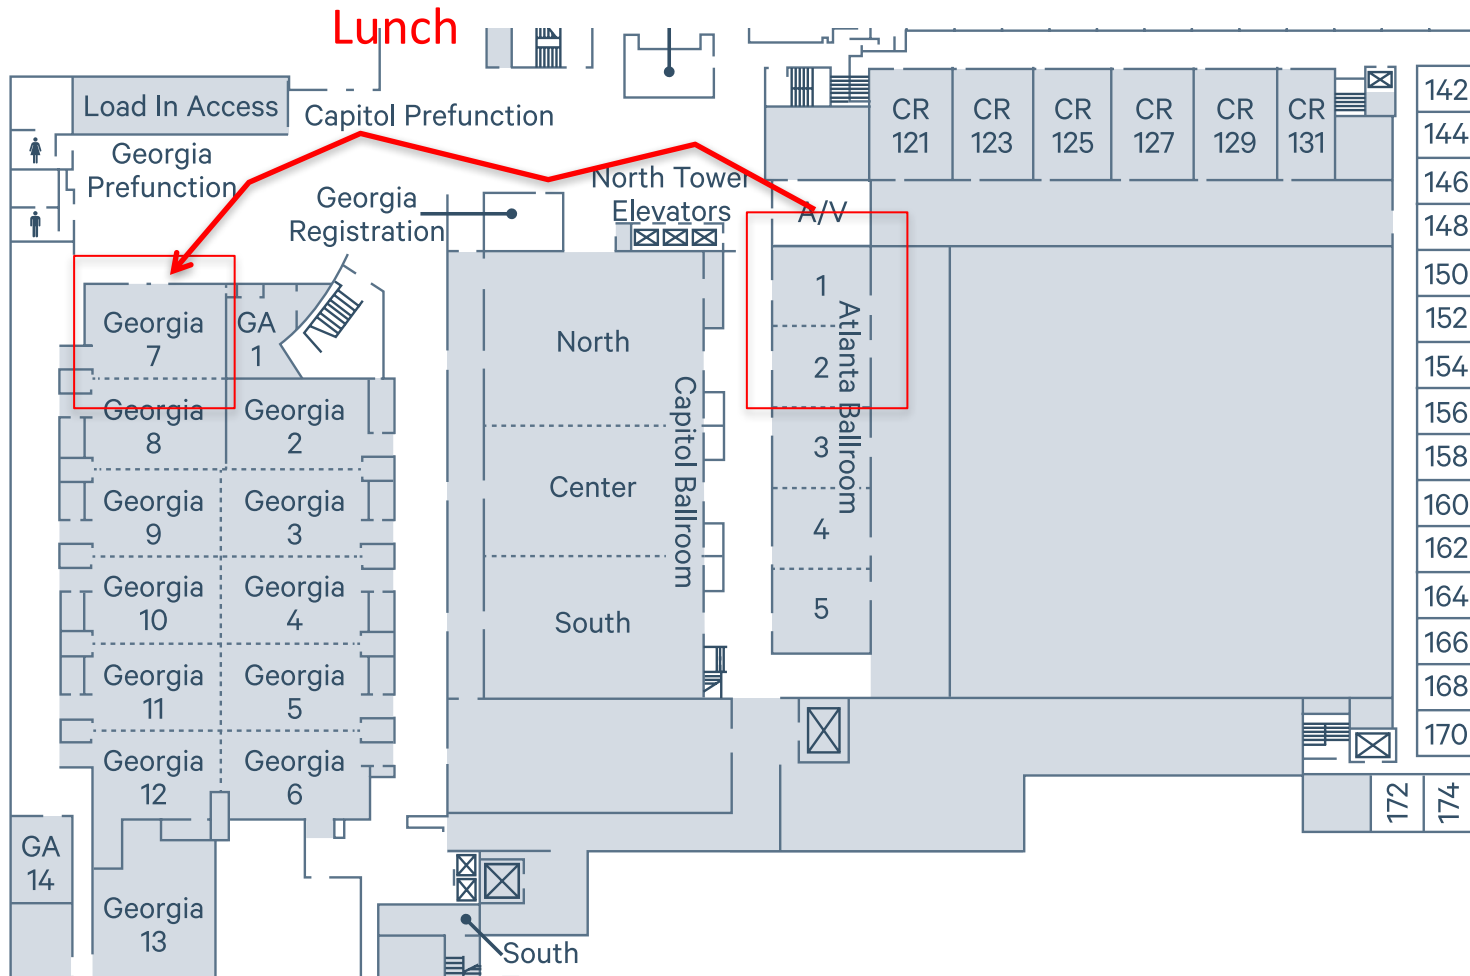 Lunch
Load In Access
Capitol Prefunction
Georgia
Prefunction
Georgia
Registration
North Tower
Elevators
A/V
CR
121
CR
123
CR
125
CR
127
CR
129
CR
131
142
144
146
148
150
152
154
156
158
160
162
164
166
168
170
172
174
Georgia
7
GA
1
Georgia
8
Georgia
2
Georgia
9
Georgia
3
Georgia
10
Georgia
4
Georgia
11
Georgia
5
Georgia
12
Georgia
6
GA
14
Georgia
13
North
Center
South
Capitol Ballroom
1
2
3
4
5
Atlanta Ballroom
South